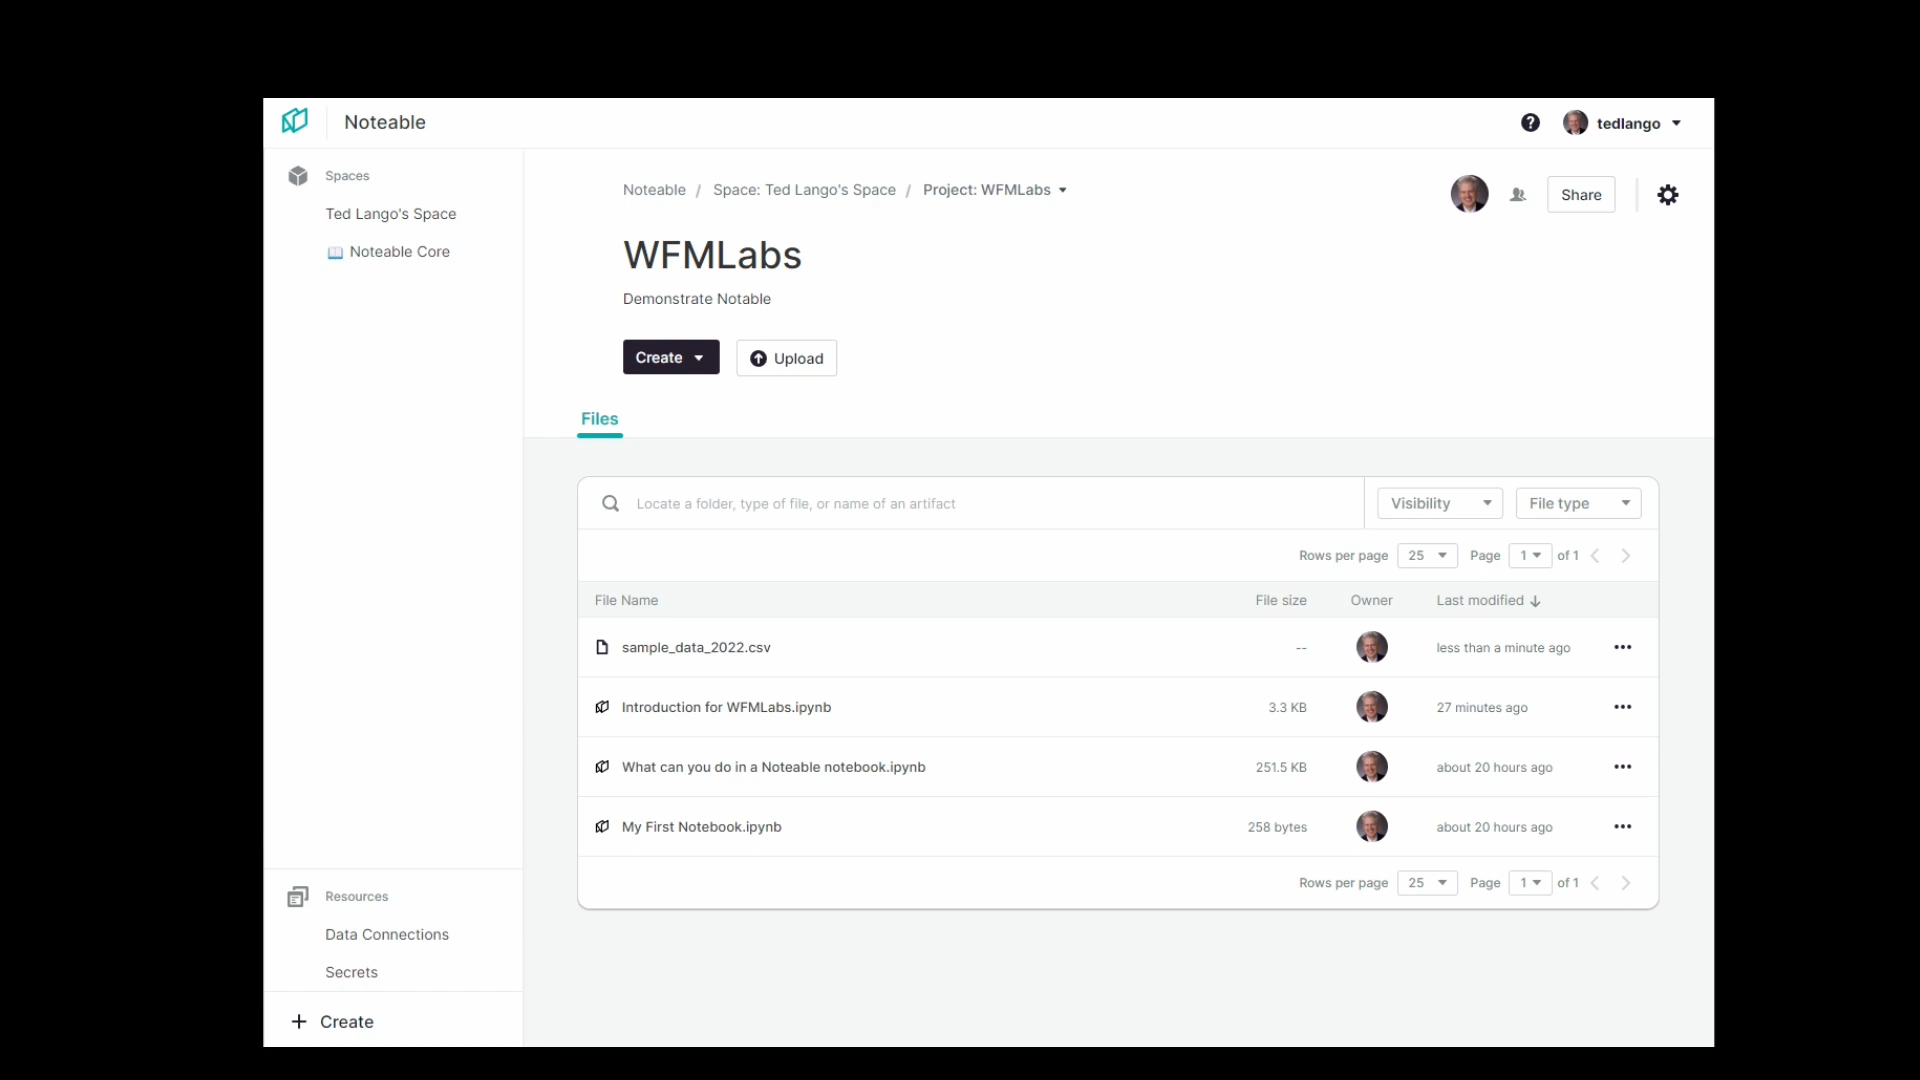 Noteable
?
tedlango
Spaces
Ted Lango's Space
Noteable Core
Noteable / Space: Ted Lango's Space / Project: WFMLabs
Share
WFMLabs
Demonstrate Notable
Create
Upload
Files
Locate a folder, type of file, or name of an artifact
Visibility
File type
Rows per page 25 Page 1 of 1
File Name File size Owner Last modified
sample_data_2022.csv -- less than a minute ago
Introduction for WFMLabs.ipynb 3.3 KB 27 minutes ago
What can you do in a Noteable notebook.ipynb 251.5 KB about 20 hours ago
My First Notebook.ipynb 258 bytes about 20 hours ago
Rows per page 25 Page 1 of 1
Resources
Data Connections
Secrets
+ Create